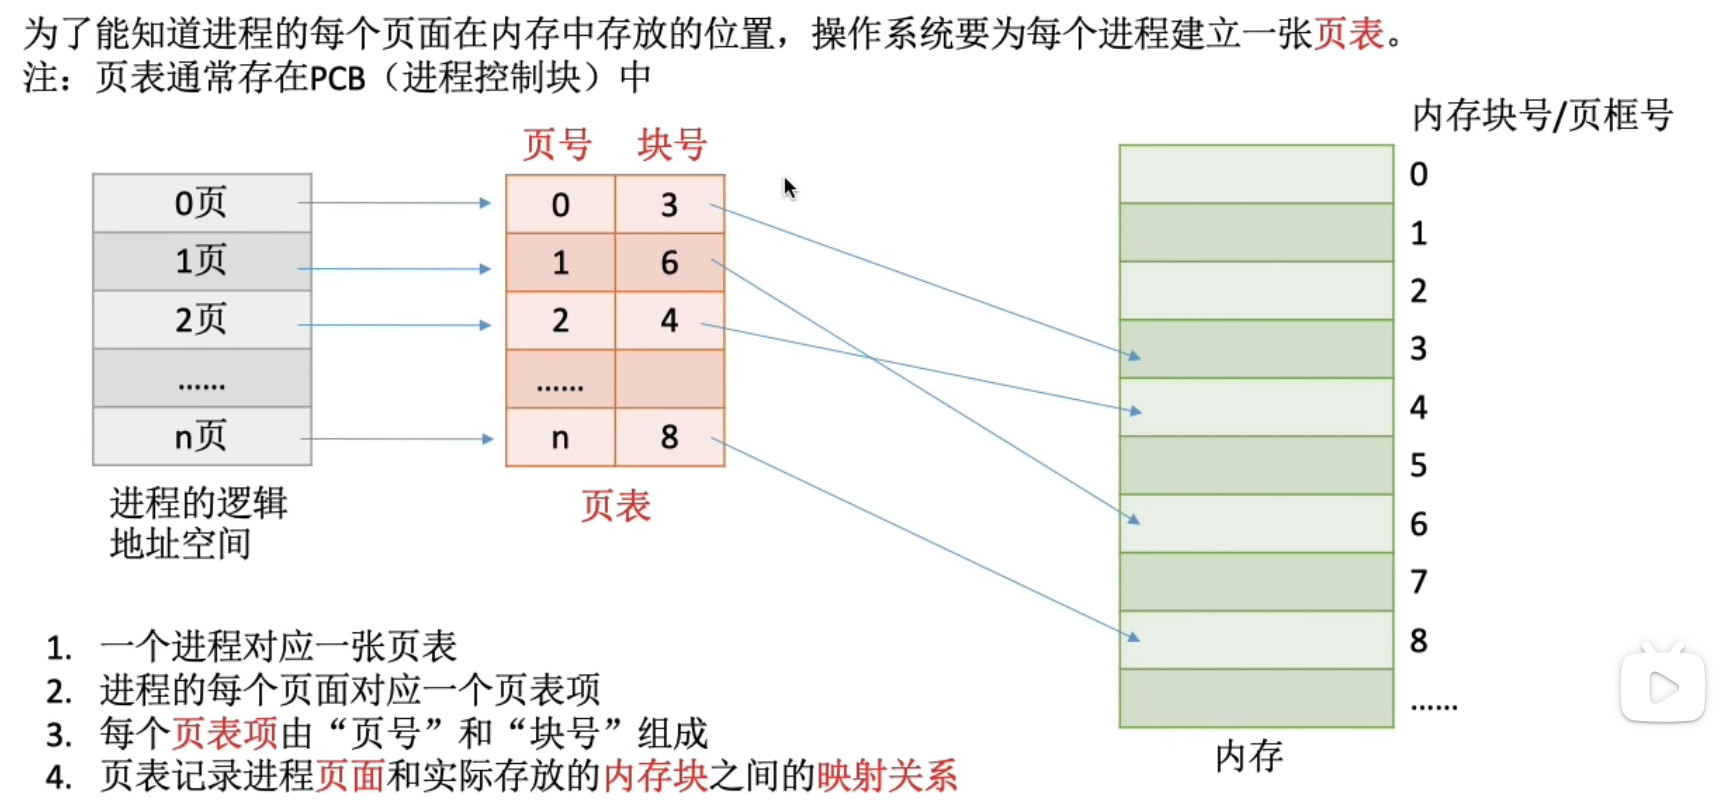 为了能知道进程的每个页面在内存中存放的位置，操作系统要为每个进程建立一张页表。
注：页表通常存在PCB（进程控制块）中
内存块号/页框号
页号 块号
0页
1页
2页
……
n页
进程的逻辑
地址空间
0 3
1 6
2 4
……
n 8
页表
0
1
2
3
4
5
6
7
8
……
内存
1. 一个进程对应一张页表
2. 进程的每个页面对应一个页表项
3. 每个页表项由“页号”和“块号”组成
4. 页表记录进程页面和实际存放的内存块之间的映射关系